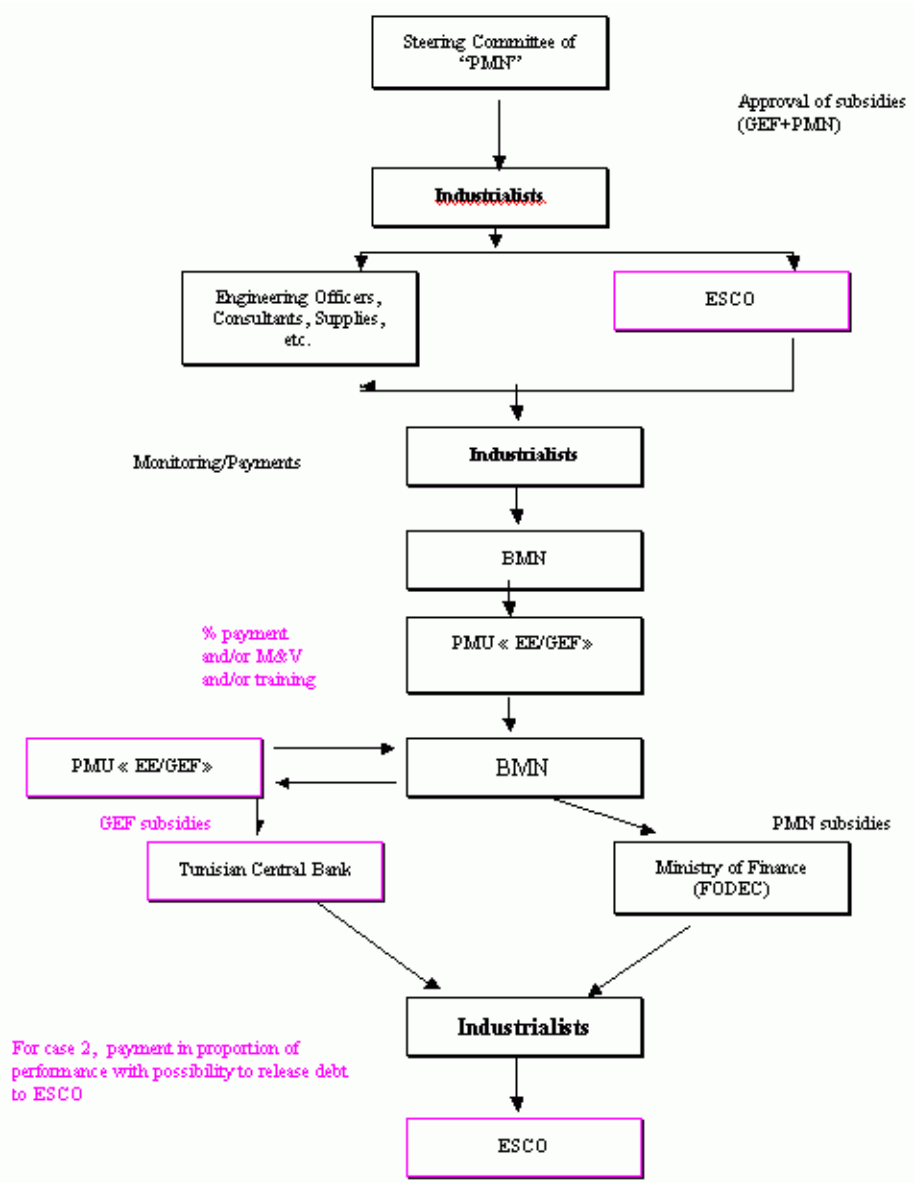 Steering Committee of
“PMN”
Approval of subsidies
(GEF+PMN)
Industrialists
Engineering Officers,
Consultants, Supplies,
etc.
ESCO
Industrialists
Monitoring/Payments
BMN
PMU « EE/GEF»
% payment
and/or M&V
and/or training
PMU « EE/GEF»
BMN
GEF subsidies
PMN subsidies
Tunisian Central Bank
Ministry of Finance
(FODEC)
Industrialists
For case 2, payment in proportion of
performance with possibility to release debt
to ESCO
ESCO